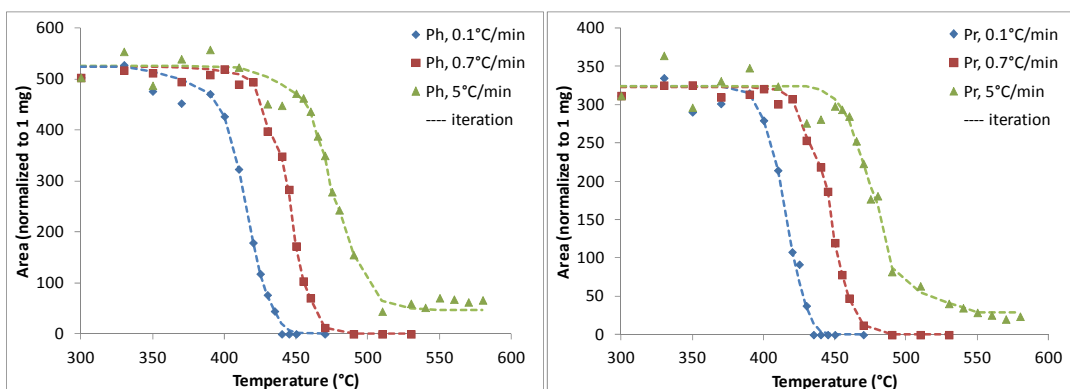 600
500
400
300
200
100
0
Area (normalized to 1 mg)
300 350 400 450 500 550 600
Temperature (°C)
Ph, 0.1°C/min
Ph, 0.7°C/min
Ph, 5°C/min
---- iteration
400
350
300
250
200
150
100
50
0
Area (normalized to 1 mg)
300 350 400 450 500 550 600
Temperature (°C)
Pr, 0.1°C/min
Pr, 0.7°C/min
Pr, 5°C/min
---- iteration